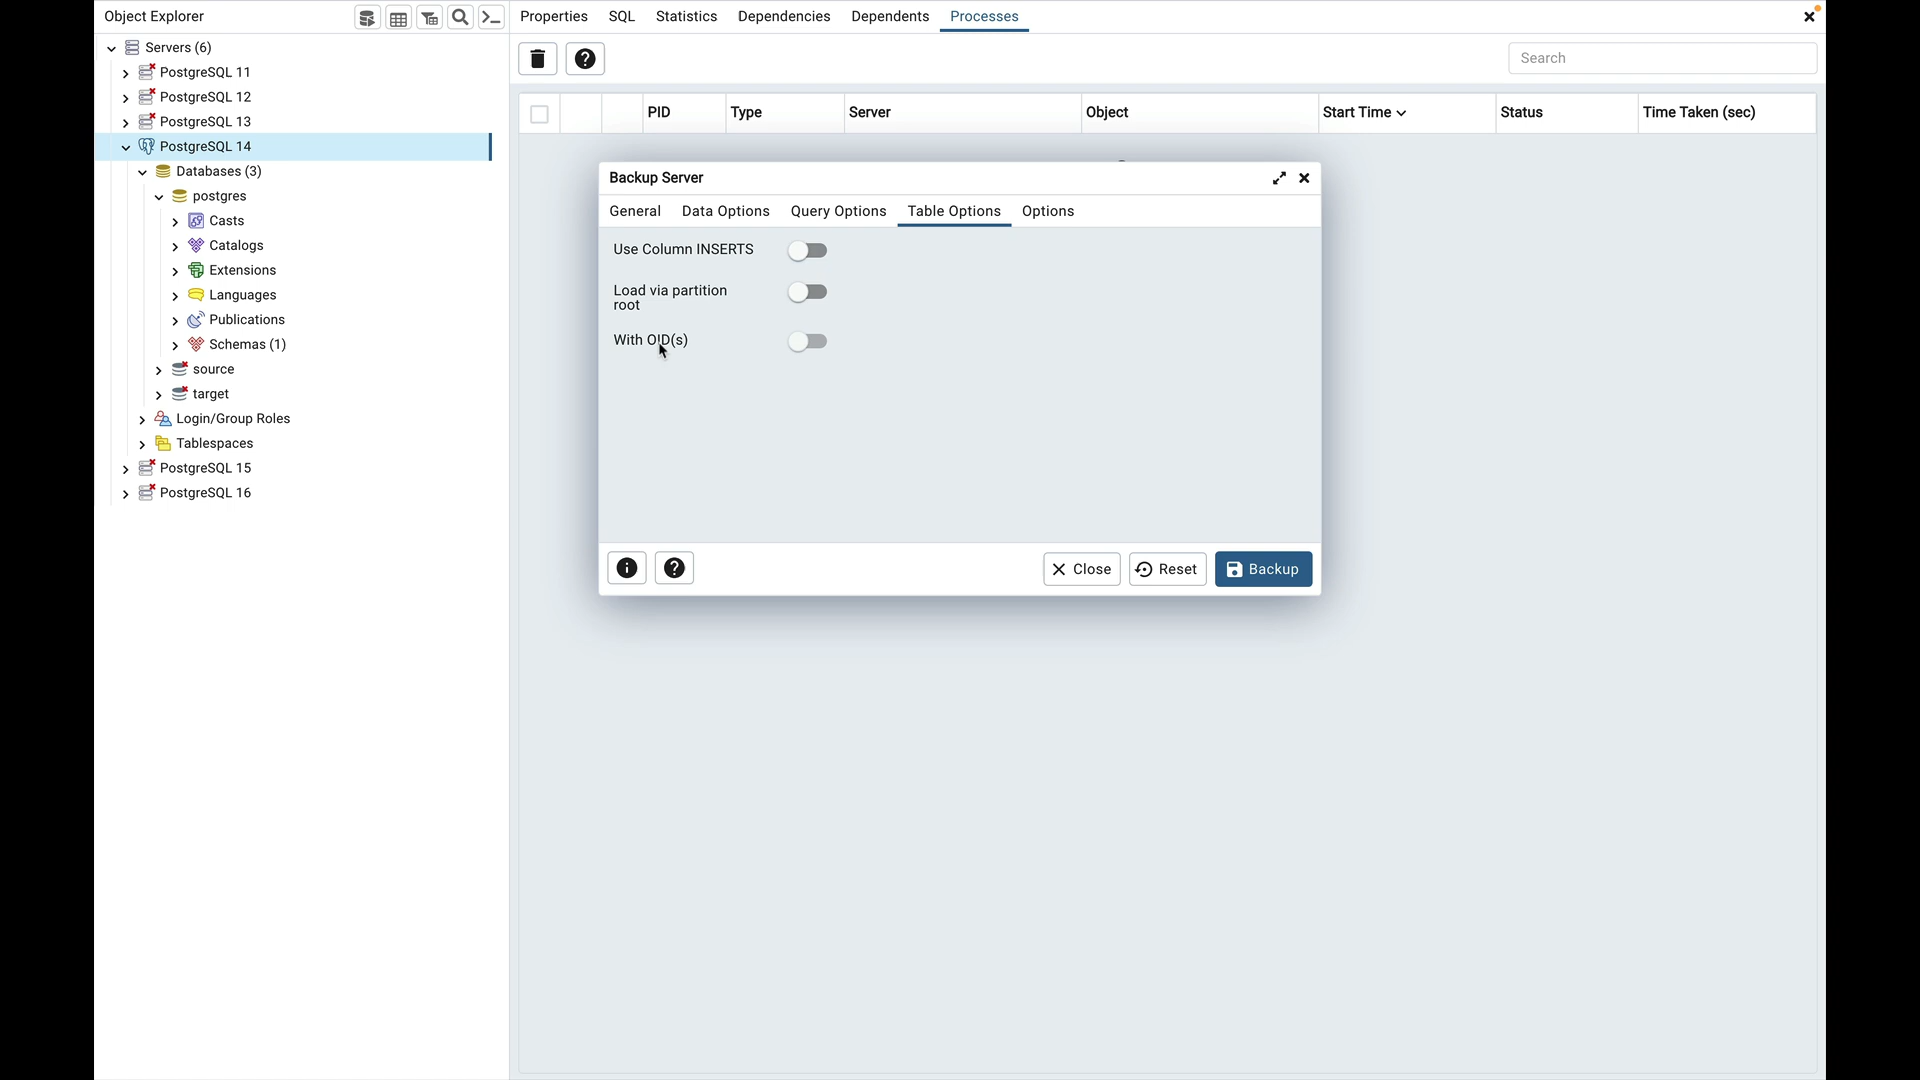 Object Explorer
Properties SQL Statistics Dependencies Dependents Processes
Servers (6)
PostgreSQL 11
PostgreSQL 12
PostgreSQL 13
PostgreSQL 14
Databases (3)
postgres
Casts
Catalogs
Extensions
Languages
Publications
Schemas (1)
source
target
Login/Group Roles
Tablespaces
PostgreSQL 15
PostgreSQL 16
Search
PID Type Server Object Start Time Status Time Taken (sec)
Backup Server
General Data Options Query Options Table Options Options
Use Column INSERTS
Load via partition
root
With OID(s)
Close Reset Backup